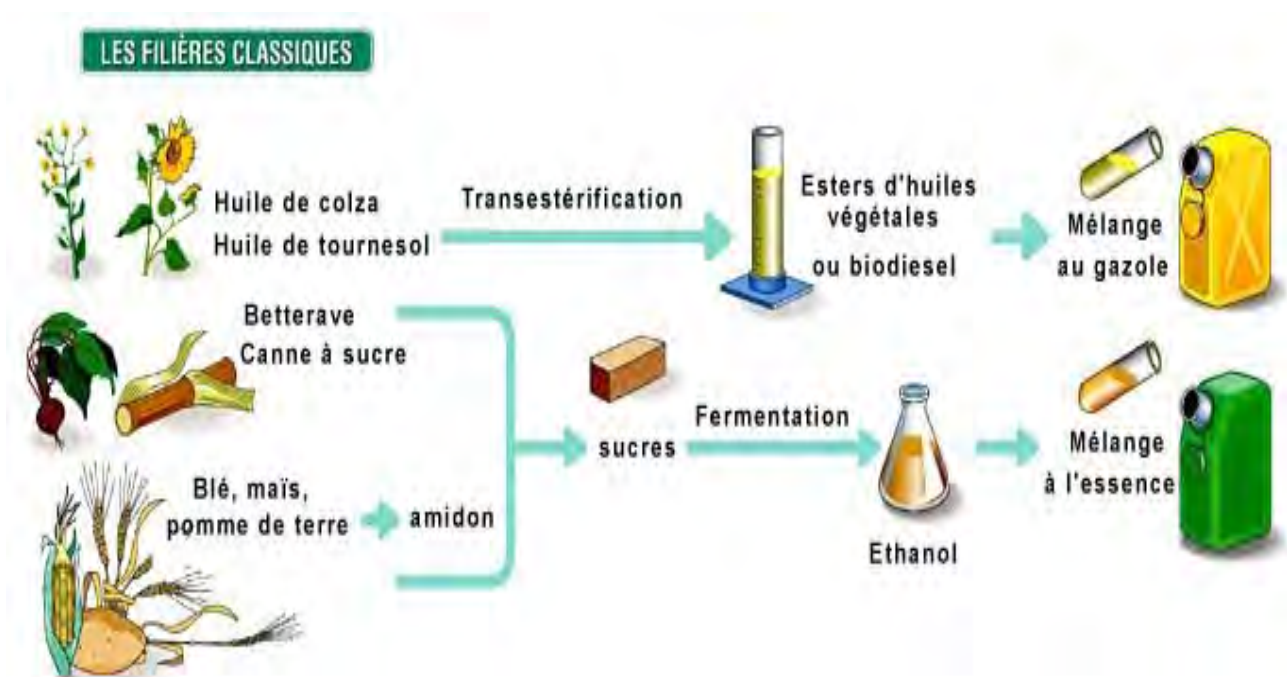 LES FILIÈRES CLASSIQUES
Huile de colza
Huile de tournesol
Transestérification
Esters d'huiles
végétales
ou biodiesel
Mélange
au gazole
Betterave
Canne à sucre
sucres
Fermentation
Ethanol
Mélange
à l'essence
Blé, maïs,
pomme de terre
amidon